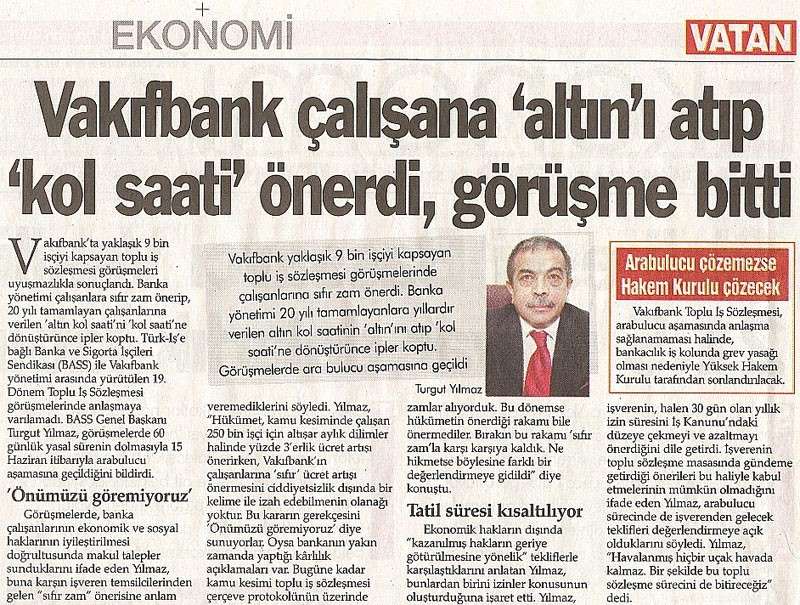 EKONOMİ
VATAN
Vakıfbank çalışana 'altın'ı atıp
'kol saati' önerdi, görüşme bitti
Vakıfbank'ta yaklaşık 9 bin
işçiyi kapsayan toplu iş
sözleşmesi görüşmeleri
uyuşmazlıkla sonuçlandı. Banka
yönetimi çalışanlara sıfır zam önerip,
20 yılı tamamlayan çalışanlarına
verilen 'altın kol saati'ni 'kol saati'ne
dönüştürünce ipler koptu. Türk-İş'e
bağlı Banka ve Sigorta İşçileri
Sendikası (BASS) ile Vakıfbank
yönetimi arasında yürütülen 19.
Dönem Toplu İş Sözleşmesi
görüşmelerinde anlaşmaya
varılamadı. BASS Genel Başkanı
Turgut Yılmaz, görüşmelerde 60
günlük yasal sürenin dolmasıyla 15
Haziran itibarıyla arabulucu
aşamasına geçildiğini bildirdi.
'Önümüzü göremiyoruz'
Görüşmelerde, banka
çalışanlarının ekonomik ve sosyal
haklarının iyileştirilmesi
doğrultusunda makul talepler
sunduklarını ifade eden Yılmaz,
buna karşın işveren temsilcilerinden
gelen "sıfır zam" önerisine anlam
Vakıfbank yaklaşık 9 bin işçiyi kapsayan
toplu iş sözleşmesi görüşmelerinde
çalışanlarına sıfır zam önerdi. Banka
yönetimi 20 yılı tamamlayanlara yıllardır
verilen altın kol saatinin 'altın'ını atıp 'kol
saati'ne dönüştürünce ipler koptu.
Görüşmelerde ara bulucu aşamasına geçildi
Turgut Yılmaz
veremediklerini söyledi. Yılmaz,
"Hükümet, kamu kesiminde çalışan
250 bin işçi için altışar aylık dilimler
halinde yüzde 3'erlik ücret artışı
önerirken, Vakıfbank'ın
çalışanlarına 'sıfır' ücret artışı
önermesini ciddiyetsizlik dışında bir
kelime ile izah edebilmenin olanağı
yoktur. Bu kararın gerekçesini
'Önümüzü göremiyoruz' diye
sunuyorlar. Oysa bankanın yakın
zamanda yaptığı kârlılık
açıklamaları var. Bugüne kadar
kamu kesimi toplu iş sözleşmesi
çerçeve protokolünün üzerinde
zamlar alıyorduk. Bu dönemse
hükümetin önerdiği rakamı bile
önermediler. Bırakın bu rakamı 'sıfır
zam'la karşı karşıya kaldık. Ne
hikmetse böylesine farklı bir
değerlendirmeye gidildi" diye
konuştu.
Tatil süresi kısaltılıyor
Ekonomik hakların dışında
"kazanılmış hakların geriye
götürülmesine yönelik" tekliflerle
karşılaştıklarını anlatan Yılmaz,
bunlardan birini izinler konusunun
oluşturduğuna işaret etti. Yılmaz,
Arabulucu çözemezse
Hakem Kurulu çözecek
Vakıfbank Toplu İş Sözleşmesi,
arabulucu aşamasında anlaşma
sağlanamaması halinde,
bankacılık iş kolunda grev yasağı
olması nedeniyle Yüksek Hakem
Kurulu tarafından sonlandırılacak.
işverenin, halen 30 gün olan yıllık
izin süresini İş Kanunu'ndaki
düzeye çekmeyi ve azaltmayı
önerdiğini dile getirdi. İşverenin
toplu sözleşme masasında gündeme
getirdiği önerileri bu haliyle kabul
etmelerinin mümkün olmadığını
ifade eden Yılmaz, arabulucu
sürecinde de işverenden gelecek
teklifleri değerlendirmeye açık
olduklarını söyledi. Yılmaz,
"Havalanmış hiçbir uçak havada
kalmaz. Bir şekilde bu toplu
sözleşme sürecini de bitireceğiz"
dedi.